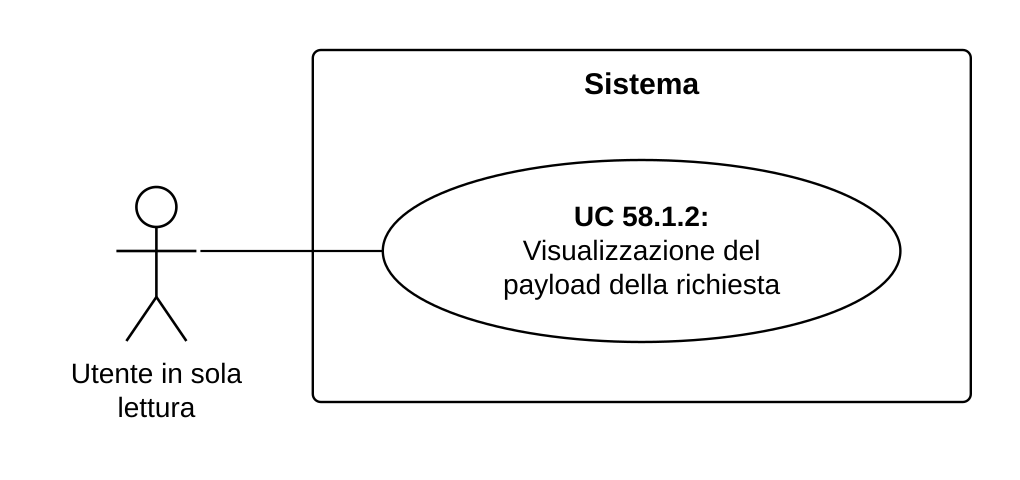 Sistema
UC 58.1.2:
Visualizzazione del
payload della richiesta
Utente in sola
lettura